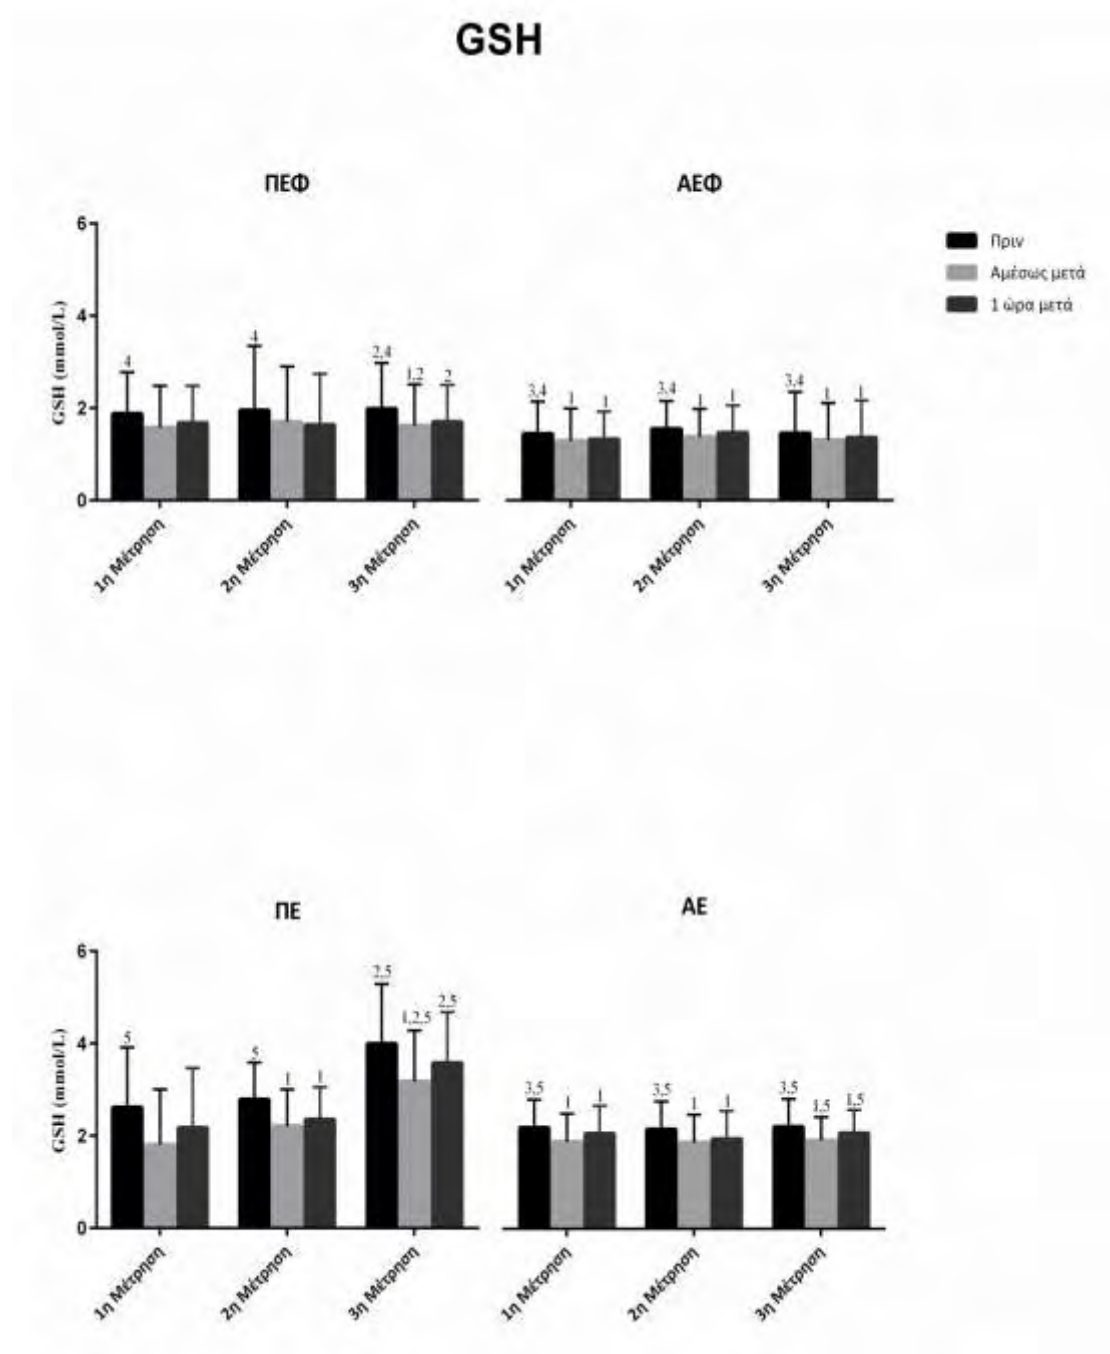 GSH
ΠΕΦ
ΑΕΦ
Πριν
Αμέσως μετά
1 ώρα μετά
GSH (mmol/L)
6
4
2
0
4
4
2,4
1,2
2
3,4
1
1
3,4
1
1
3,4
1
1
1η Μέτρηση
2η Μέτρηση
3η Μέτρηση
1η Μέτρηση
2η Μέτρηση
3η Μέτρηση
ΠΕ
ΑΕ
GSH (mmol/L)
6
4
2
0
5
5
1
1
2,5
1,2,5
2,5
3,5
1
1
3,5
1
1
3,5
1,5
1,5
1η Μέτρηση
2η Μέτρηση
3η Μέτρηση
1η Μέτρηση
2η Μέτρηση
3η Μέτρηση